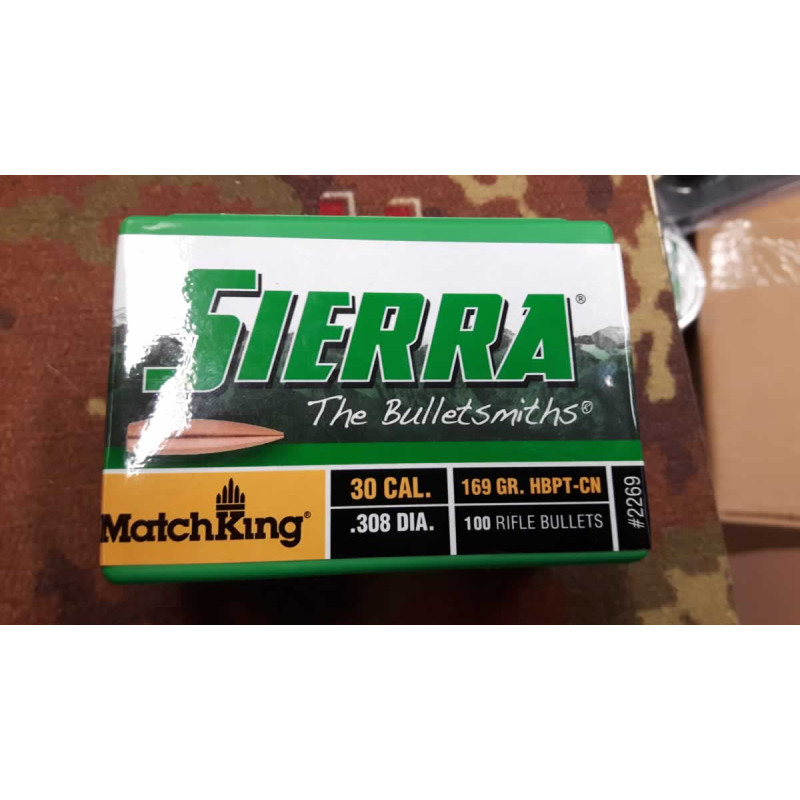 SIERRA®
The Bulletsmiths®
MatchKing®
30 CAL.
.308 DIA.
169 GR. HBPT-CN
100 RIFLE BULLETS
#2269